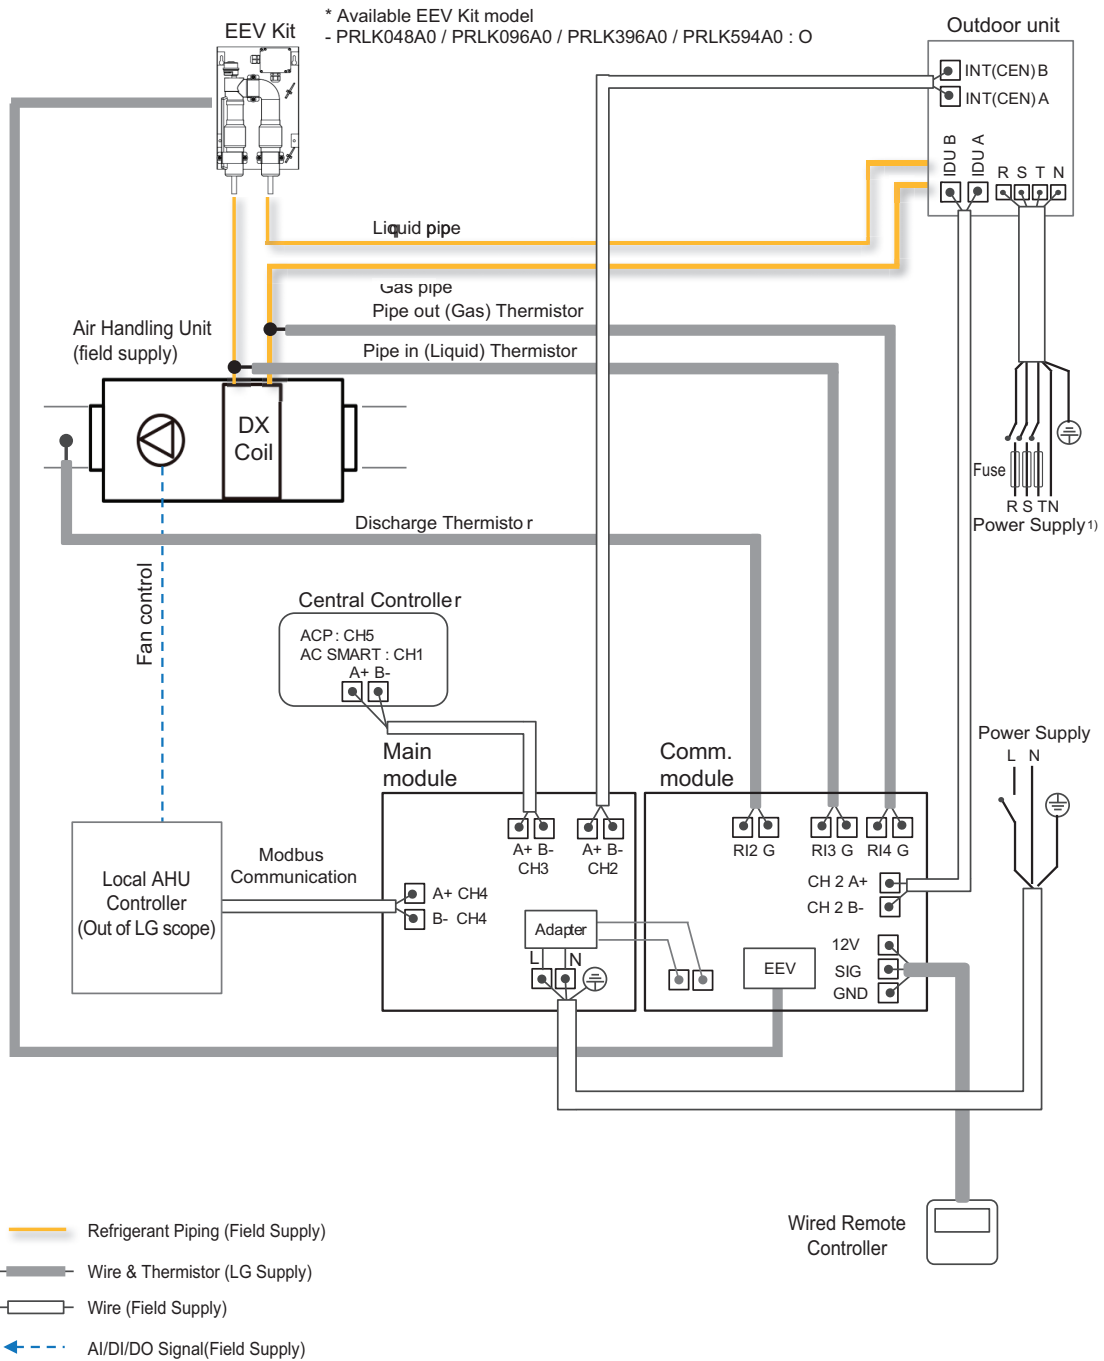 * Available EEV Kit model
- PRLK048A0 / PRLK096A0 / PRLK396A0 / PRLK594A0 : O
EEV Kit
Outdoor unit
INT(CEN) B
INT(CEN) A
IDU B
IDU A
R S T N
Liquid pipe
Gas pipe
Pipe out (Gas) Thermistor
Pipe in (Liquid) Thermistor
Air Handling Unit
(field supply)
DX
Coil
Fuse
R S T N
Power Supply 1)
Discharge Thermistor
Fan control
Central Controller
ACP : CH5
AC SMART : CH1
A+ B-
Main
module
Comm.
module
Power Supply
L N
A+ B-
CH3
A+ B-
CH2
RI2 G
RI3 G
RI4 G
Local AHU
Controller
(Out of LG scope)
Modbus
Communication
A+ CH4
B- CH4
CH 2 A+
CH 2 B-
Adapter
L N
EEV
12V
SIG
GND
Wired Remote
Controller
Refrigerant Piping (Field Supply)
Wire & Thermistor (LG Supply)
Wire (Field Supply)
AI/DI/DO Signal(Field Supply)